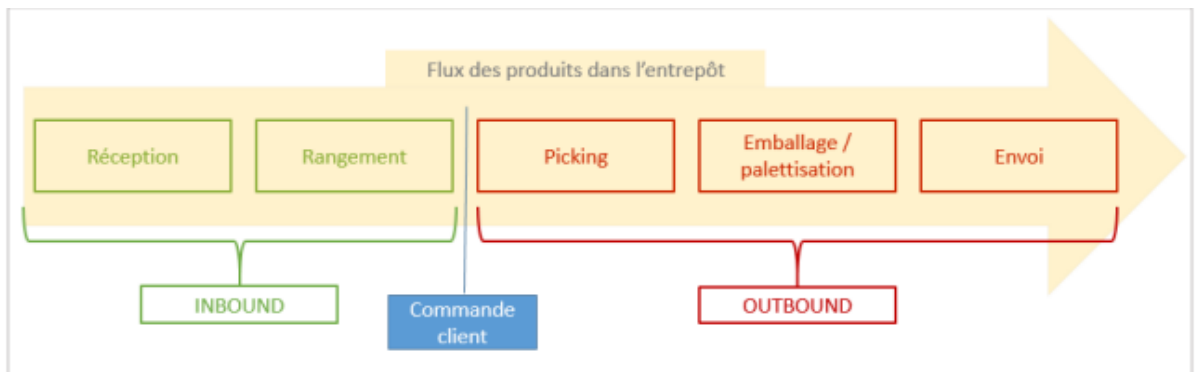 Flux des produits dans l'entrepôt
Réception
Rangement
Picking
Emballage /
palettisation
Envoi
INBOUND
Commande
client
OUTBOUND